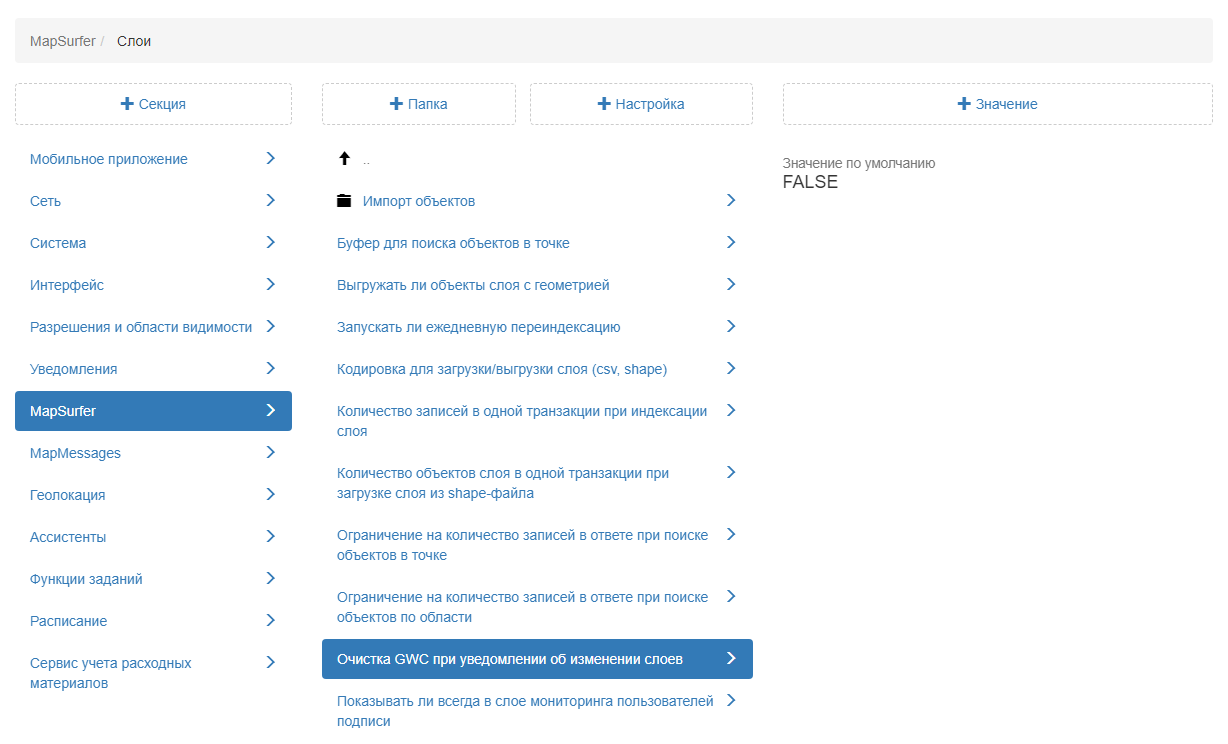 MapSurfer / Слои
Секция
Папка
Настройка
Значение
Мобильное приложение
Сеть
Система
Интерфейс
Разрешения и области видимости
Уведомления
MapSurfer
MapMessages
Геолокация
Ассистенты
Функции заданий
Расписание
Сервис учета расходных
материалов
..
Импорт объектов
Буфер для поиска объектов в точке
Выгружать ли объекты слоя с геометрией
Запускать ли ежедневную переиндексацию
Кодировка для загрузки/выгрузки слоя (csv, shape)
Количество записей в одной транзакции при индексации
слоя
Количество объектов слоя в одной транзакции при
загрузке слоя из shape-файла
Ограничение на количество записей в ответе при поиске
объектов в точке
Ограничение на количество записей в ответе при поиске
объектов по области
Очистка GWC при уведомлении об изменении слоев
Показывать ли всегда в слое мониторинга пользователей
подписи
Значение по умолчанию
FALSE